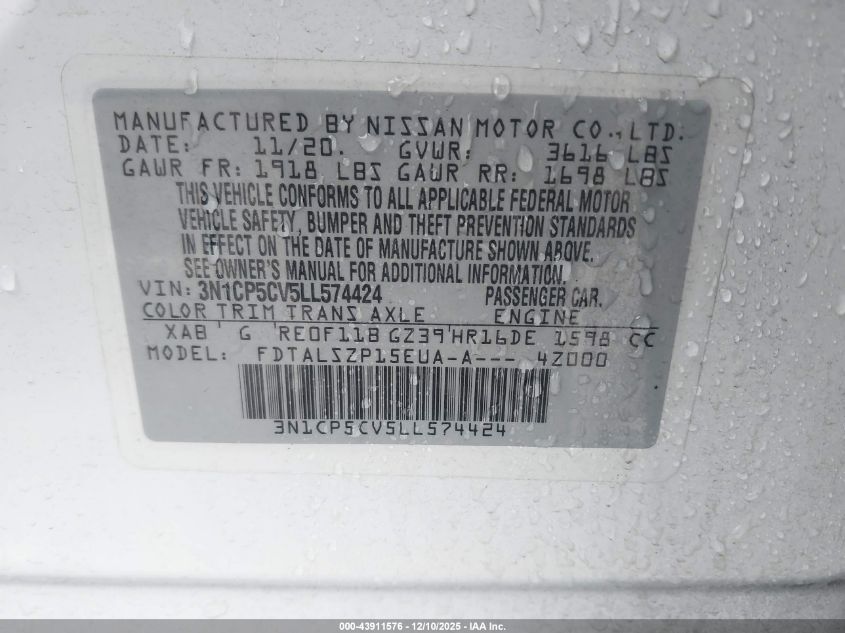 MANUFACTURED BY NISSAN MOTOR CO., LTD.
DATE: 11/20. GVWR: 3616 LBS
GAWR FR: 1918 LBS GAWR RR: 1698 LBS
THIS VEHICLE CONFORMS TO ALL APPLICABLE FEDERAL MOTOR
VEHICLE SAFETY, BUMPER AND THEFT PREVENTION STANDARDS
IN EFFECT ON THE DATE OF MANUFACTURE SHOWN ABOVE.
SEE OWNER'S MANUAL FOR ADDITIONAL INFORMATION.
VIN: 3N1CP5CV5LL574424 PASSENGER CAR.
COLOR TRIM TRANS AXLE ENGINE
XAB G RE0F11B GZ39 HR16DE 1598 CC
MODEL: FDTALSZP15EUA-A--- 4Z000
3N1CP5CV5LL574424
000-43911576 - 12/10/2025 - IAA Inc.